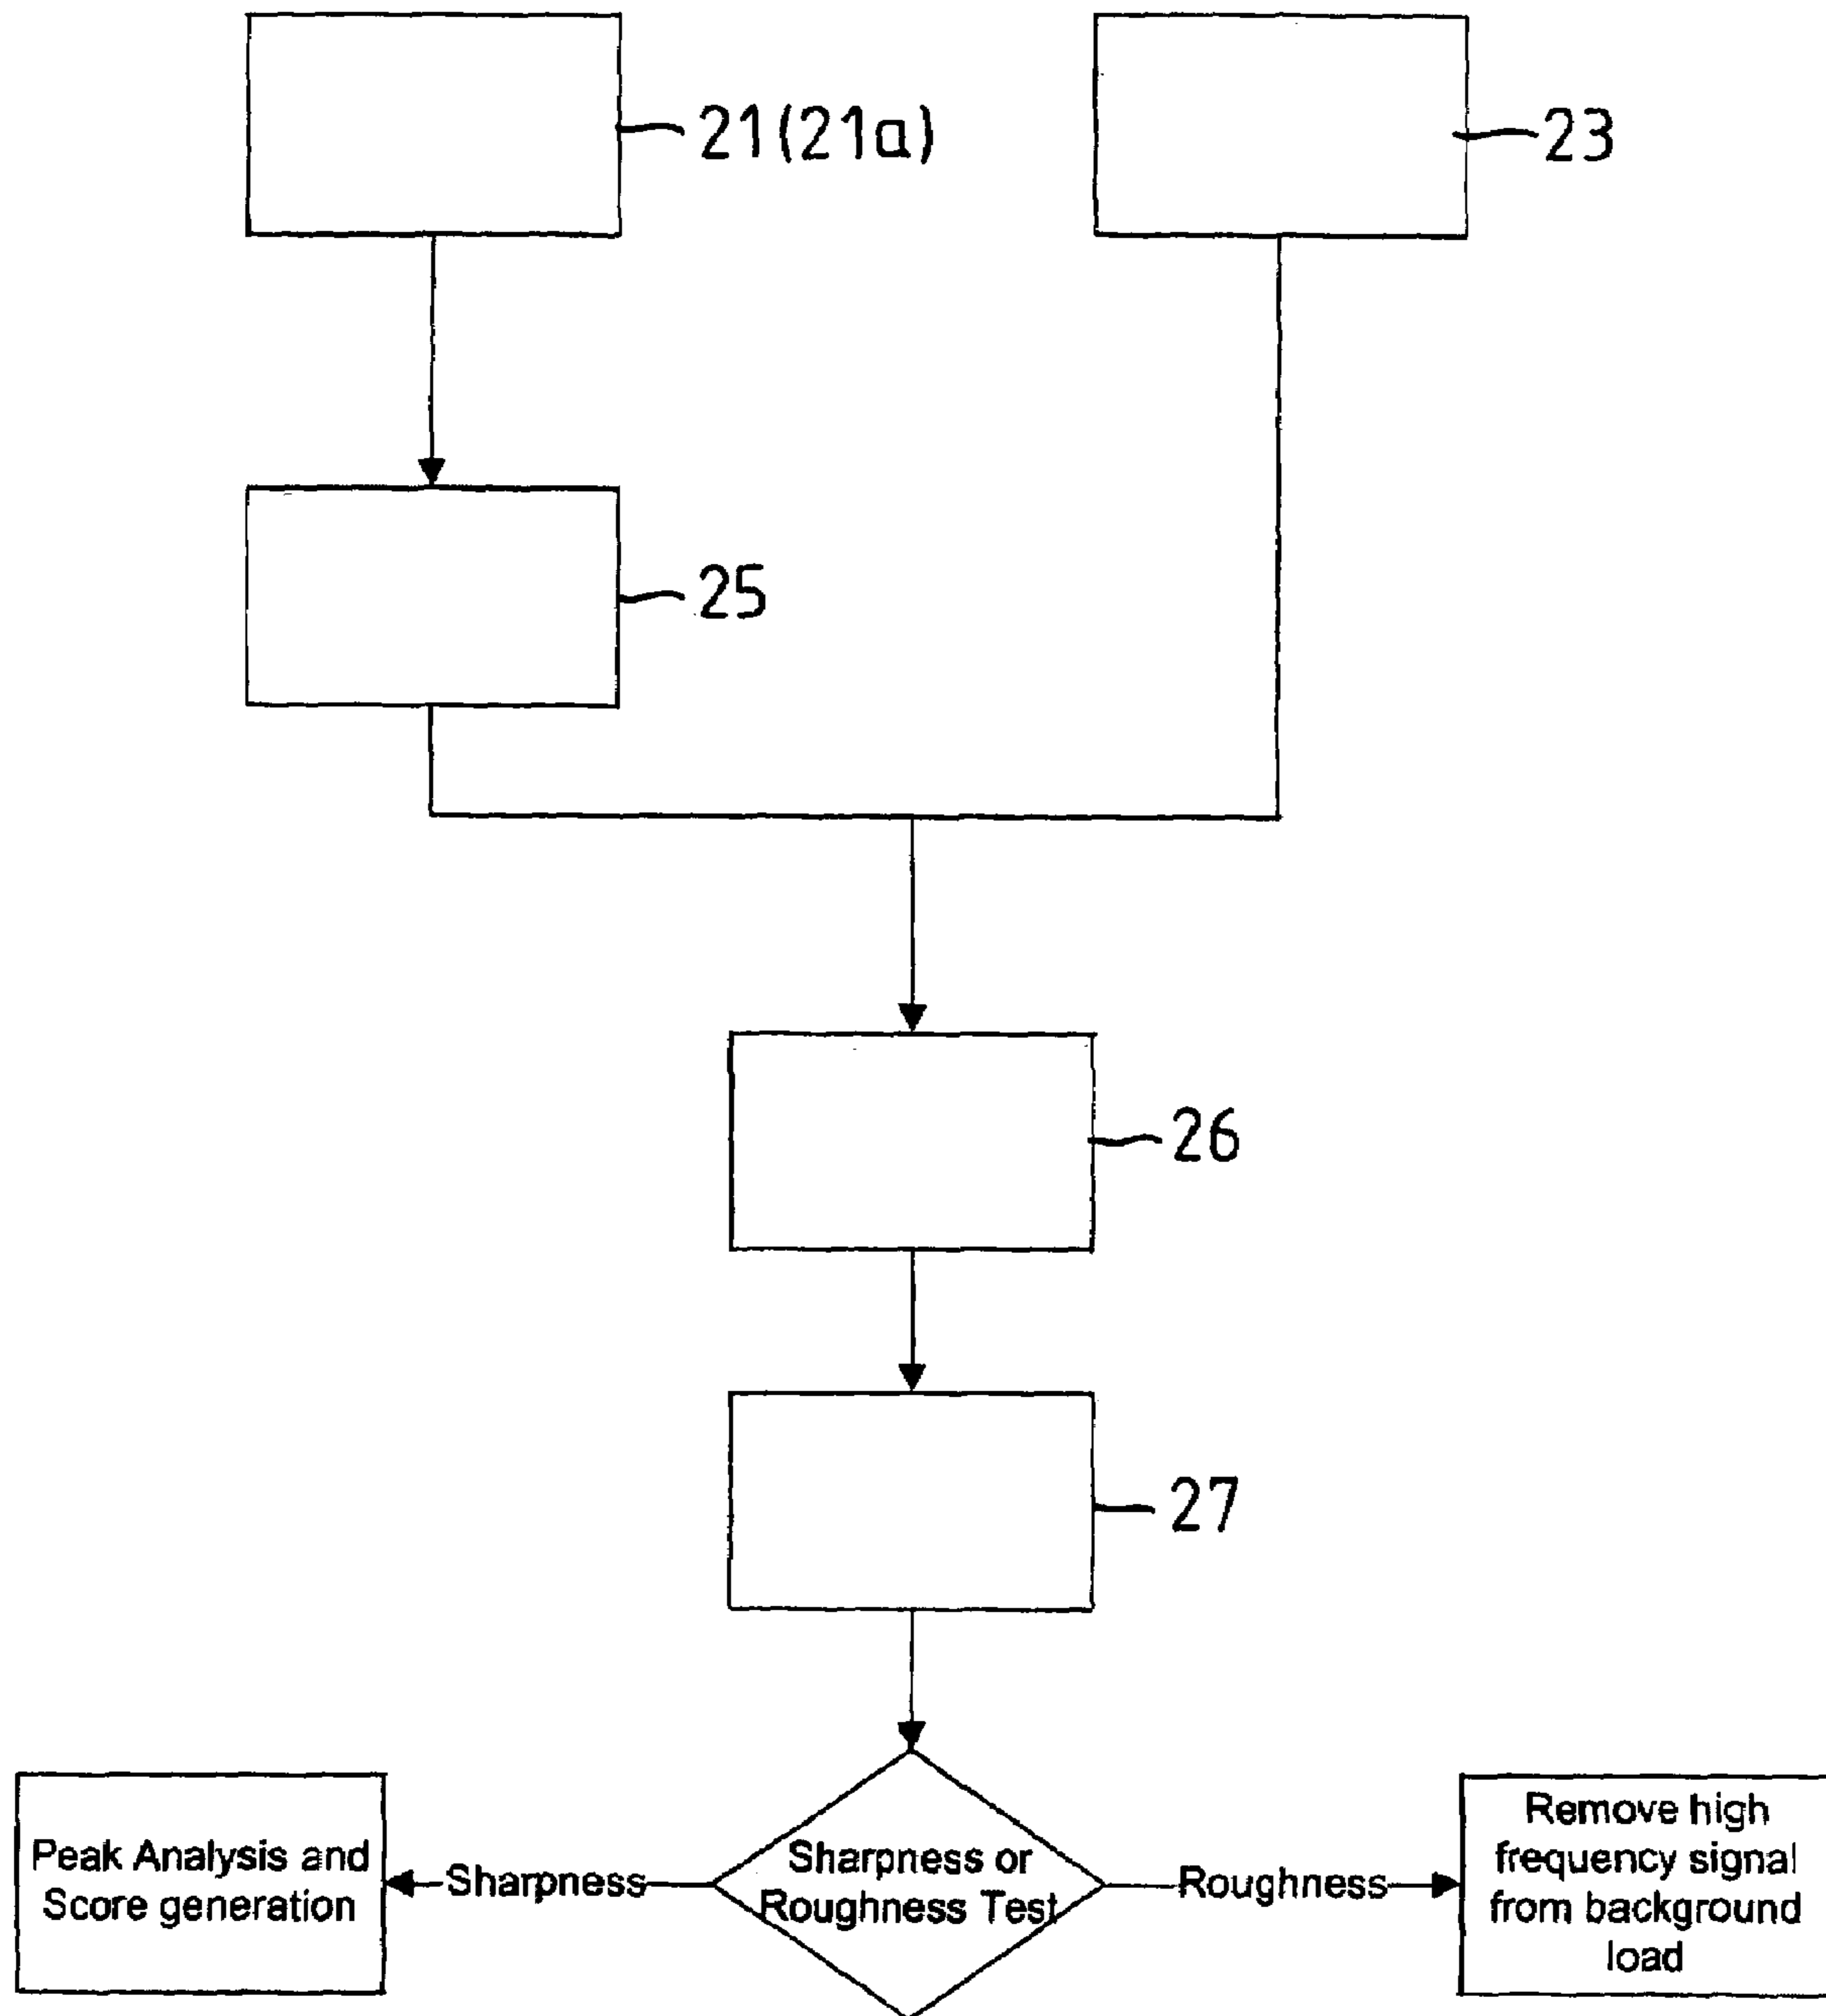 21(21a)
23
25
26
27
Peak Analysis and
Score generation
Sharpness
Sharpness or
Roughness Test
Roughness
Remove high
frequency signal
from background
load